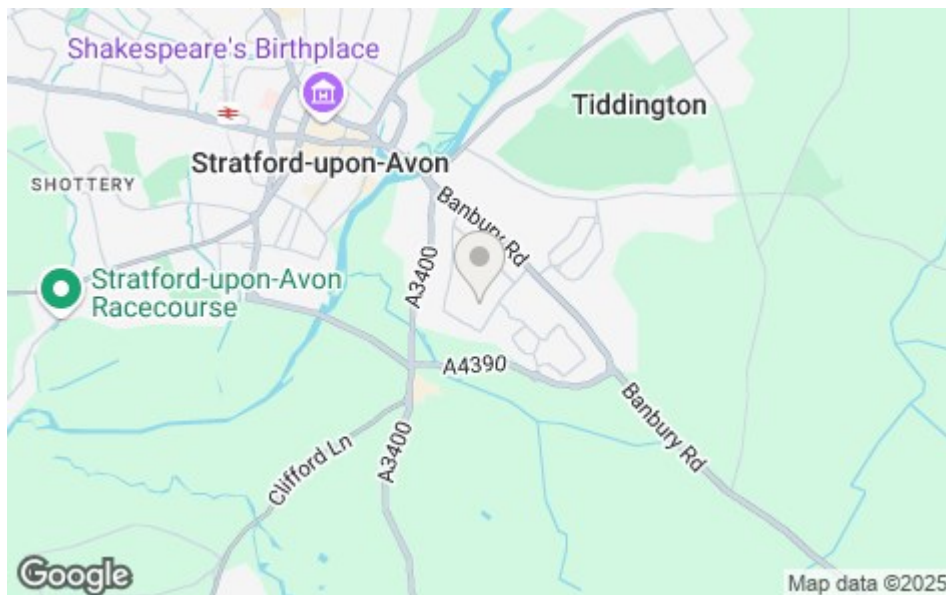 Shakespeare's Birthplace
Tiddington
Stratford-upon-Avon
SHOTTERY
Banbury Rd
A3400
Stratford-upon-Avon
Racecourse
A4390
Banbury Rd
Clifford Ln
A3400
Google
Map data ©2025